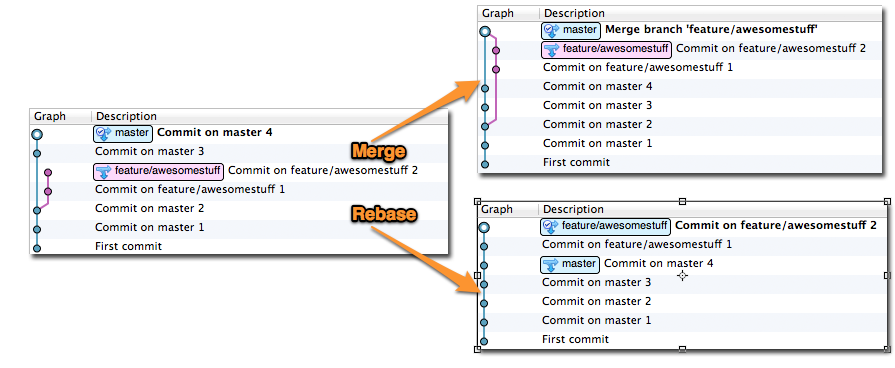 Graph Description
master Commit on master 4
Commit on master 3
feature/awesomestuff Commit on feature/awesomestuff 2
Commit on feature/awesomestuff 1
Commit on master 2
Commit on master 1
First commit
Merge
Rebase
Graph Description
master Merge branch 'feature/awesomestuff'
feature/awesomestuff Commit on feature/awesomestuff 2
Commit on feature/awesomestuff 1
Commit on master 4
Commit on master 3
Commit on master 2
Commit on master 1
First commit
Graph Description
feature/awesomestuff Commit on feature/awesomestuff 2
Commit on feature/awesomestuff 1
master Commit on master 4
Commit on master 3
Commit on master 2
Commit on master 1
First commit